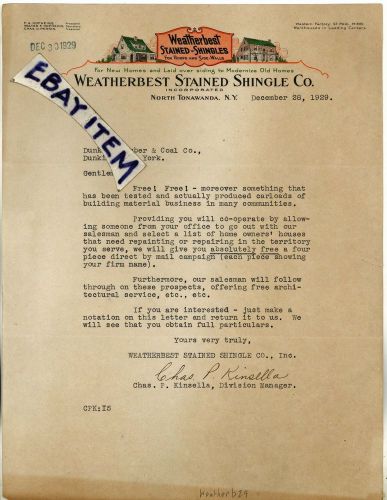 DEC 30 1929
Weatherbest
STAINED-SHINGLES
FOR ROOFS AND SIDE-WALLS
For New Homes and Laid over siding to Modernize Old Homes
WEATHERBEST STAINED SHINGLE CO.
INCORPORATED
NORTH TONAWANDA, N.Y. December 28, 1929.
EBAY ITEM
& Coal Co.,
York.
Free! Free! - moreover something that
has been tested and actually produced carloads of
building material business in many communities.
Providing you will co-operate by allow-
ing someone from your office to go out with our
salesman and select a list of home owners' houses
that need repainting or repairing in the territory
you serve, we will give you absolutely free a four
piece direct by mail campaign (each piece showing
your firm name).
Furthermore, our salesman will follow
through on these prospects, offering free archi-
tectural service, etc., etc.
If you are interested - just make a
notation on this letter and return it to us. We
will see that you obtain full particulars.
Yours very truly,
WEATHERBEST STAINED SHINGLE CO., Inc.
Chas. P. Kinsella
Chas. P. Kinsella, Division Manager.
CPK:IS
Weatherb29